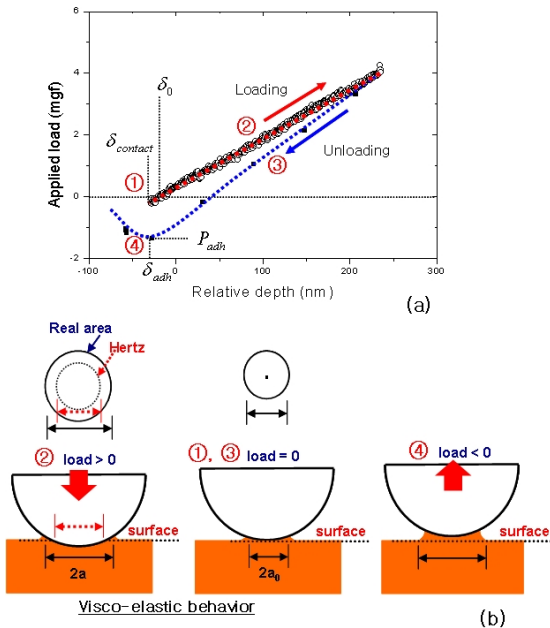 (a)
6
4
2
0
-2
-100
0
100
200
300
Applied load (mgf)
Relative depth (nm)
δ0
δcontact
①
Loading
②
Unloading
③
④
Padh
δadh
Real area
Hertz
② load > 0
①, ③ load = 0
④ load < 0
surface
surface
surface
2a
2a0
Visco-elastic behavior
(b)